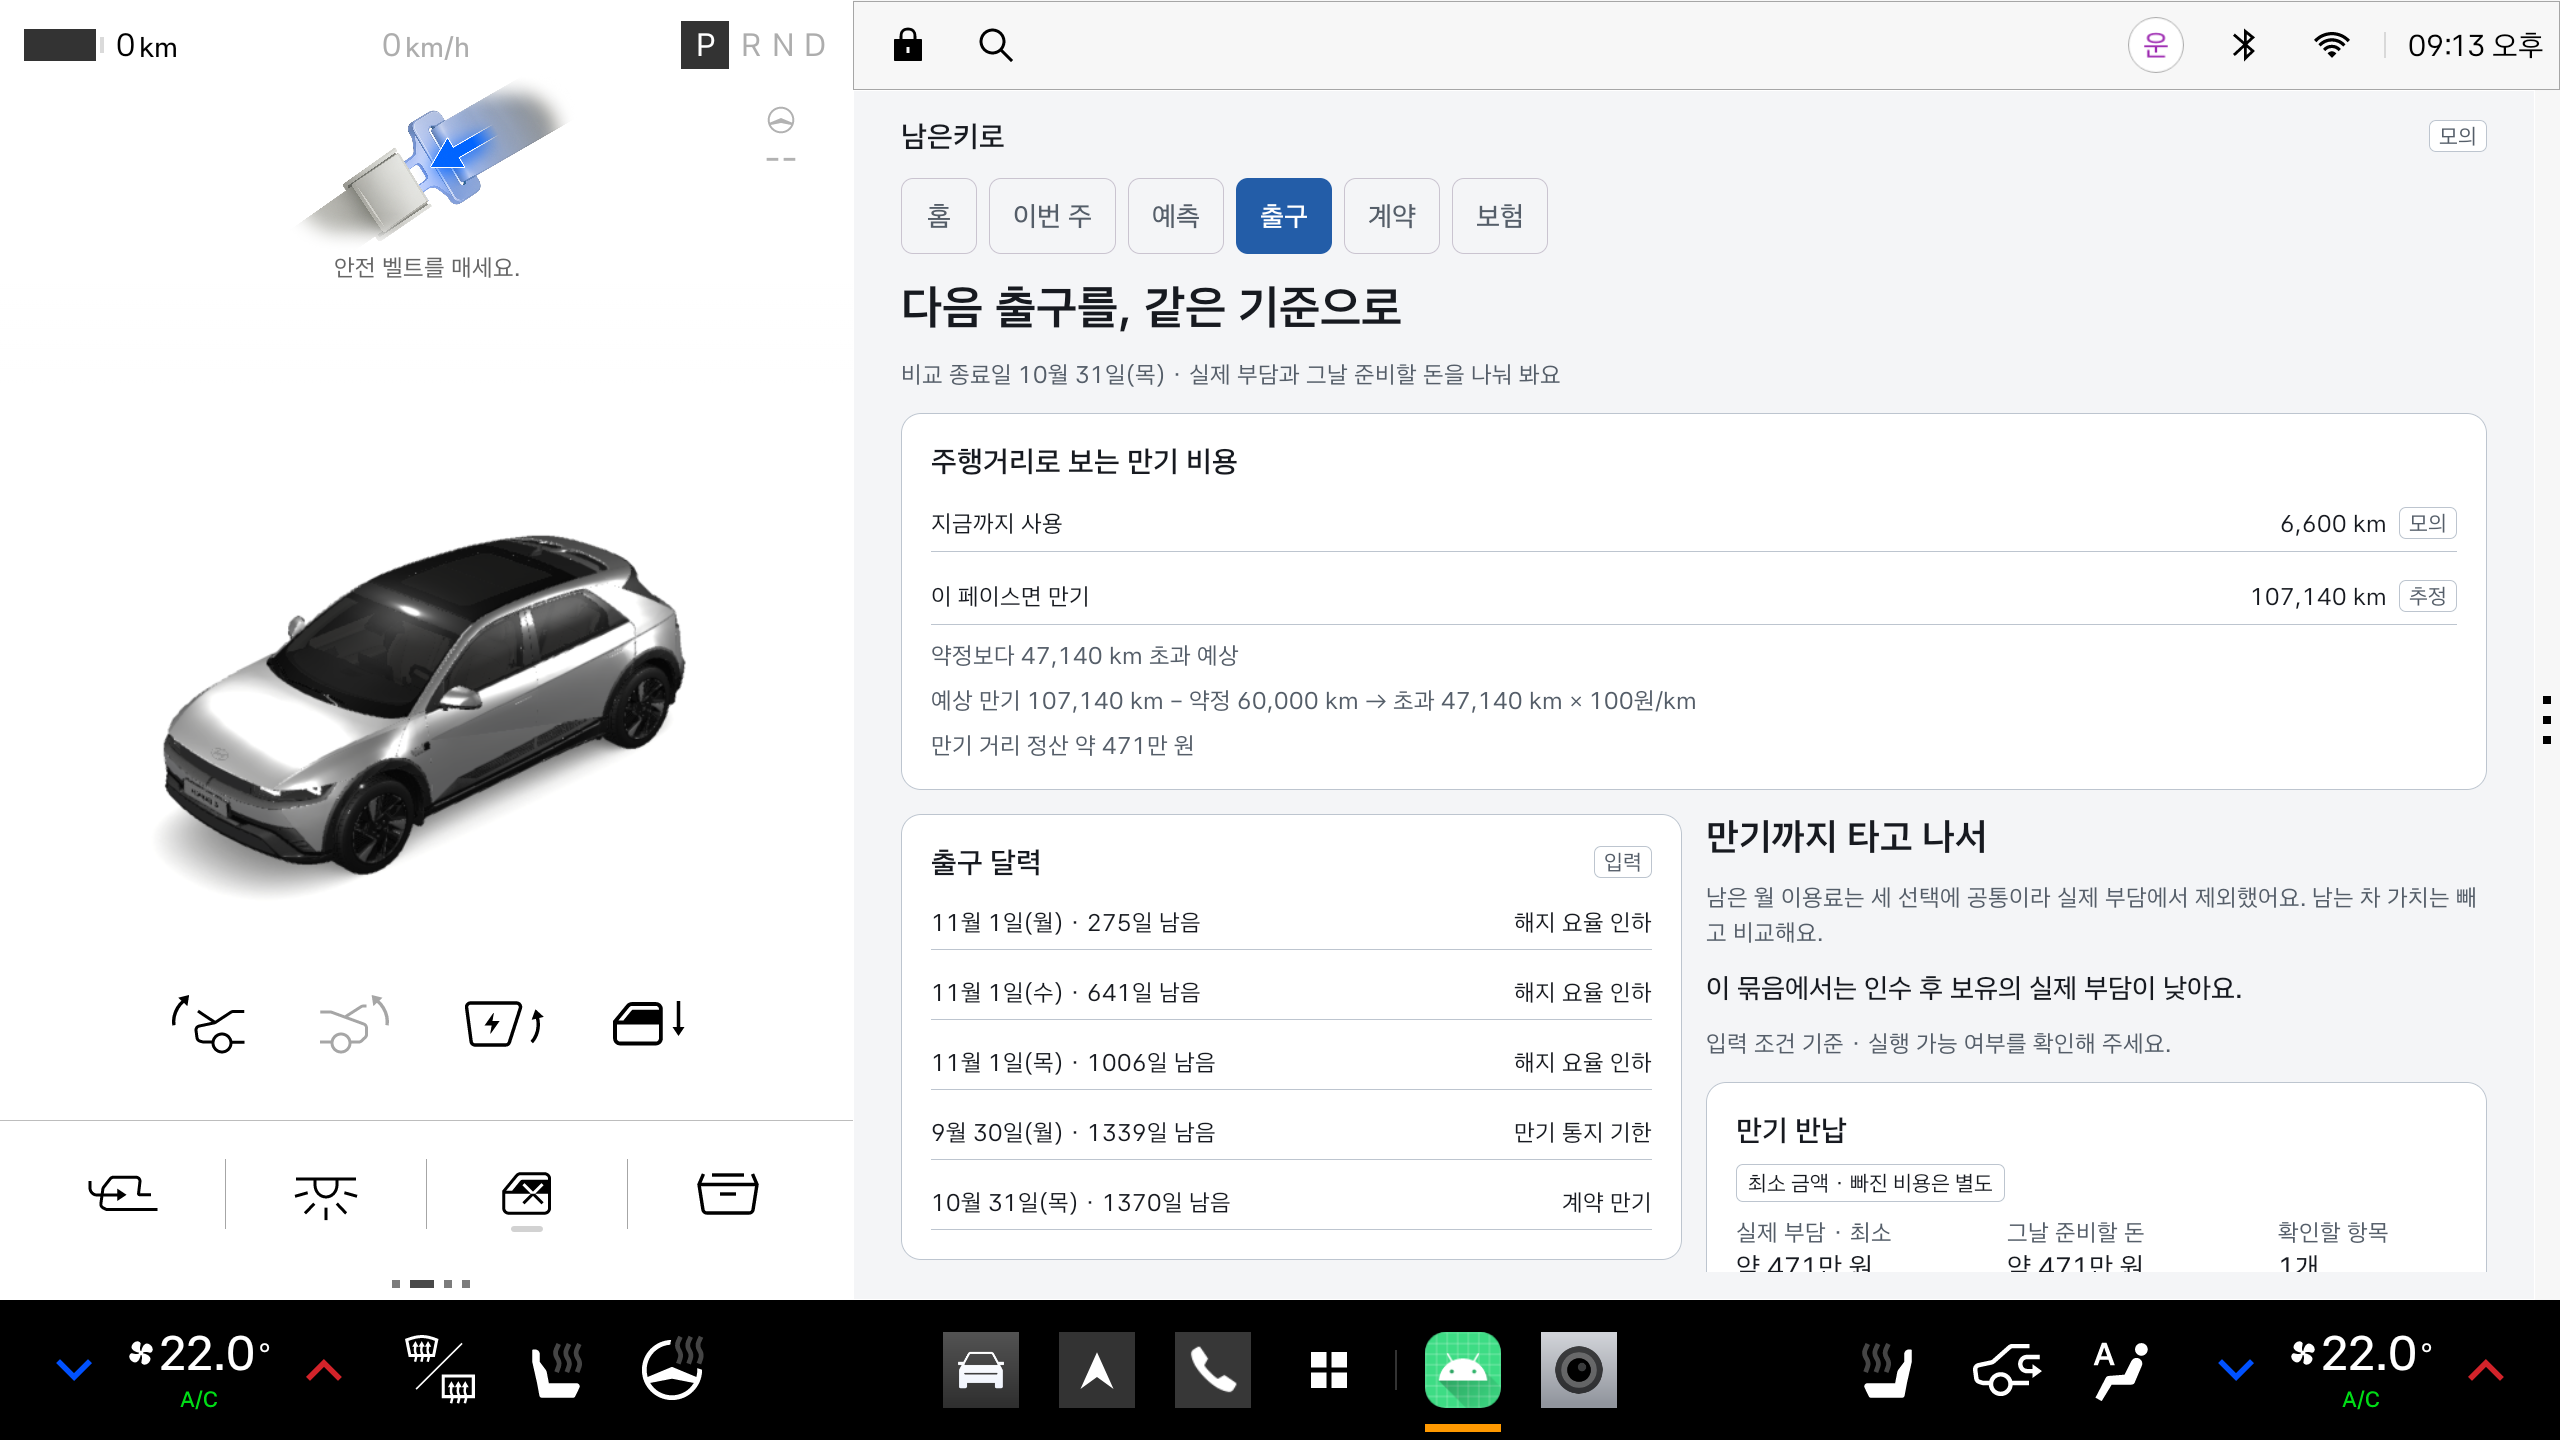 0 km
0 km/h
P R N D
안전 벨트를 매세요.
운
09:13 오후
남은키로
모의
홈
이번 주
예측
출구
계약
보험
다음 출구를, 같은 기준으로
비교 종료일 10월 31일(목) · 실제 부담과 그날 준비할 돈을 나눠 봐요
주행거리로 보는 만기 비용
지금까지 사용
6,600 km 모의
이 페이스면 만기
107,140 km 추정
약정보다 47,140 km 초과 예상
예상 만기 107,140 km − 약정 60,000 km → 초과 47,140 km × 100원/km
만기 거리 정산 약 471만 원
출구 달력
입력
11월 1일(월) · 275일 남음
해지 요율 인하
11월 1일(수) · 641일 남음
해지 요율 인하
11월 1일(목) · 1006일 남음
해지 요율 인하
9월 30일(월) · 1339일 남음
만기 통지 기한
10월 31일(목) · 1370일 남음
계약 만기
만기까지 타고 나서
남은 월 이용료는 세 선택에 공통이라 실제 부담에서 제외했어요. 남는 차 가치는 빼
고 비교해요.
이 묶음에서는 인수 후 보유의 실제 부담이 낮아요.
입력 조건 기준 · 실행 가능 여부를 확인해 주세요.
만기 반납
최소 금액 · 빠진 비용은 별도
실제 부담 · 최소
약 471만 원
그날 준비할 돈
약 471만 원
확인할 항목
1개
22.0°
A/C
A
22.0°
A/C